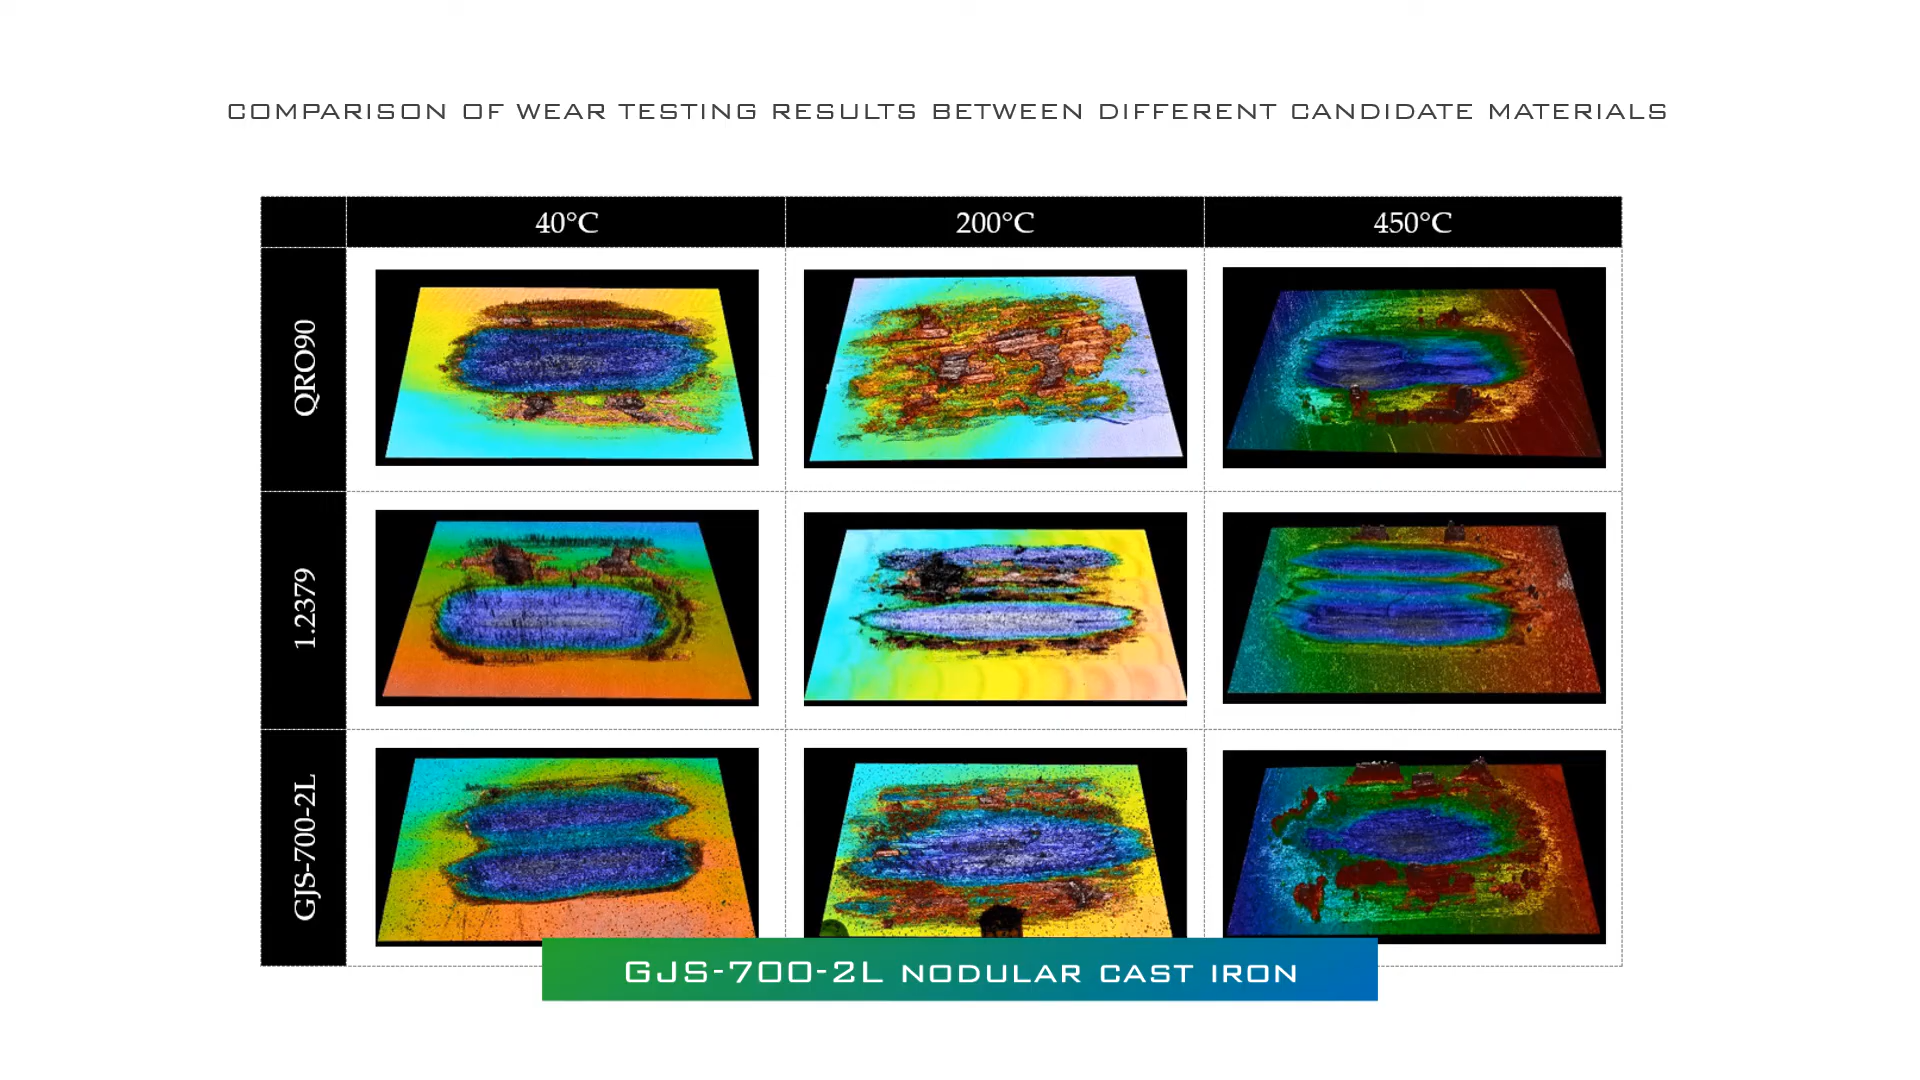 COMPARISON OF WEAR TESTING RESULTS BETWEEN DIFFERENT CANDIDATE MATERIALS
40°C 200°C 450°C
QRO90
1.2379
GJS-700-2L
GJS-700-2L NODULAR CAST IRON